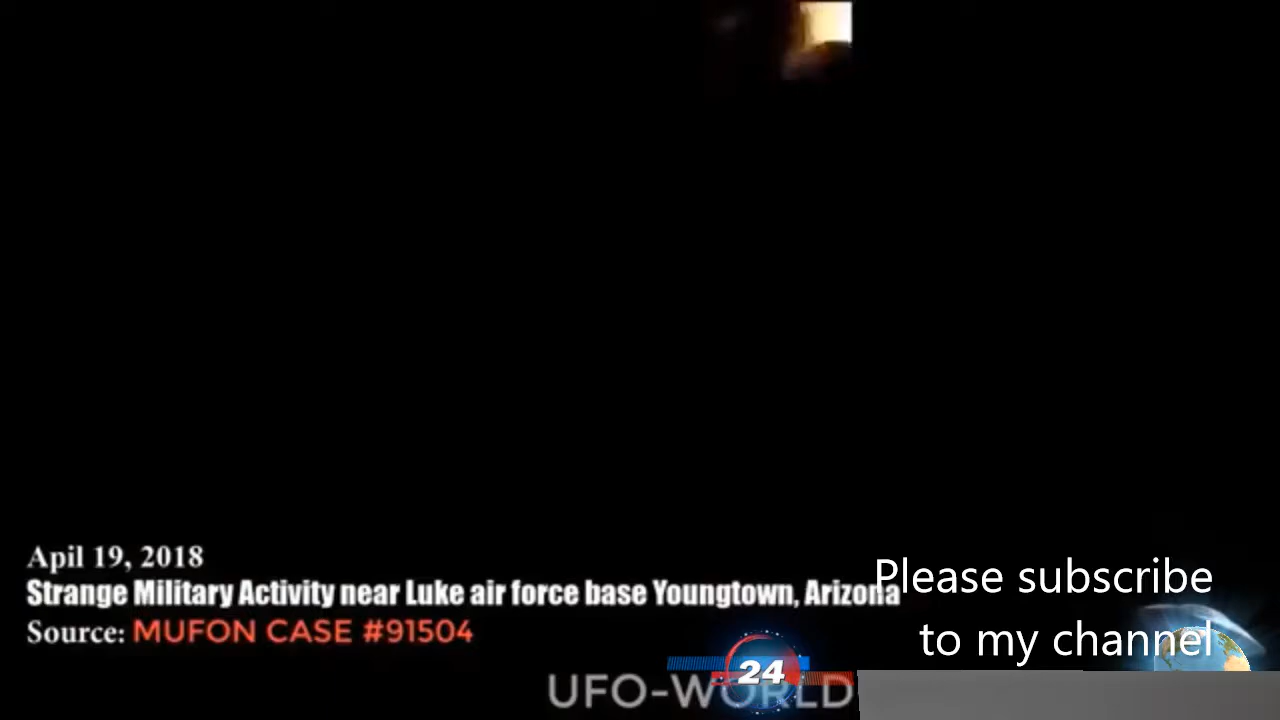 Apil 19, 2018
Strange Military Activity near Luke air force base Youngtown, Arizona
Source: MUFON CASE #91504
Please subscribe
to my channel
24
UFO-WORLD